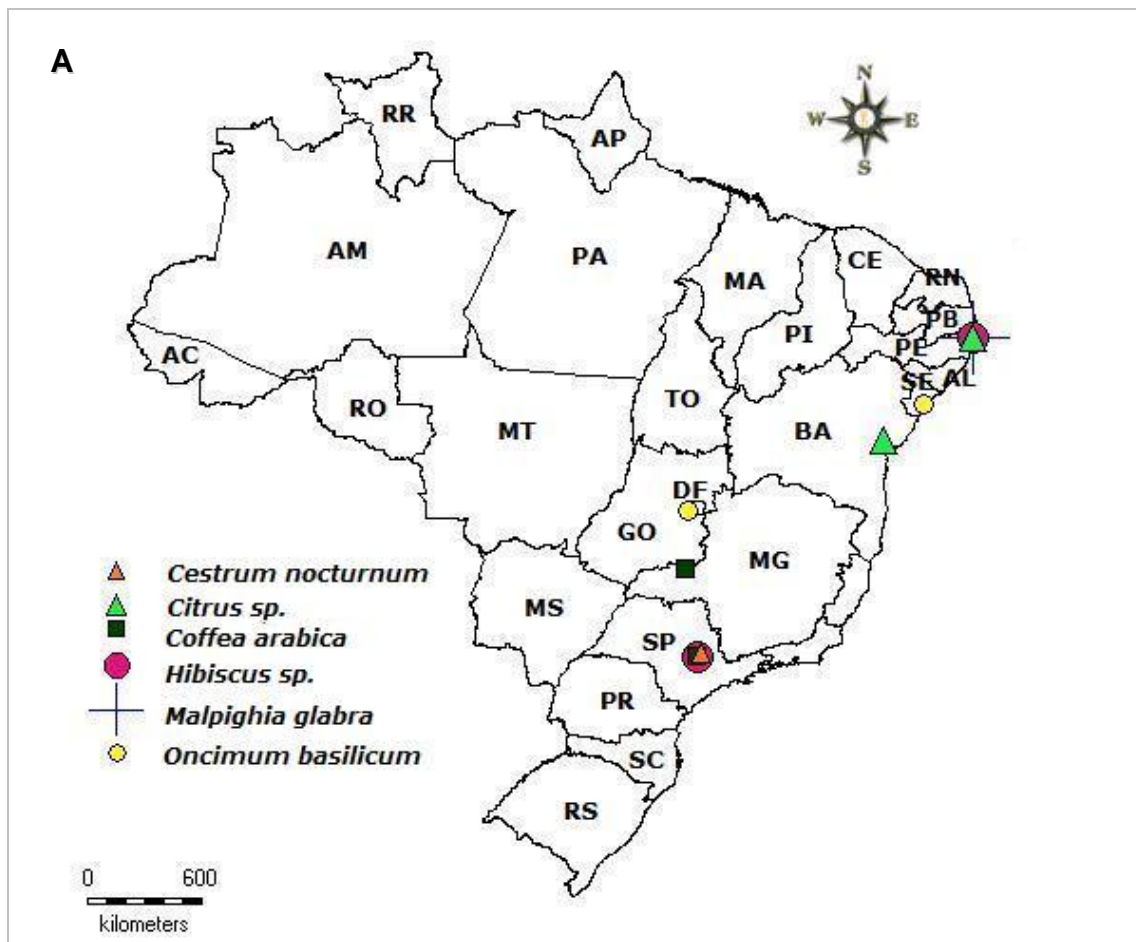 A
N
W E
S
RR
AP
AM
PA
MA
CE
RN
PB
PI
PE
AC
AL
SE
TO
RO
BA
MT
DF
GO
MG
MS
SP
PR
SC
RS
Cestrum nocturnum
Citrus sp.
Coffea arabica
Hibiscus sp.
Malpighia glabra
Oncimum basilicum
0 600
kilometers